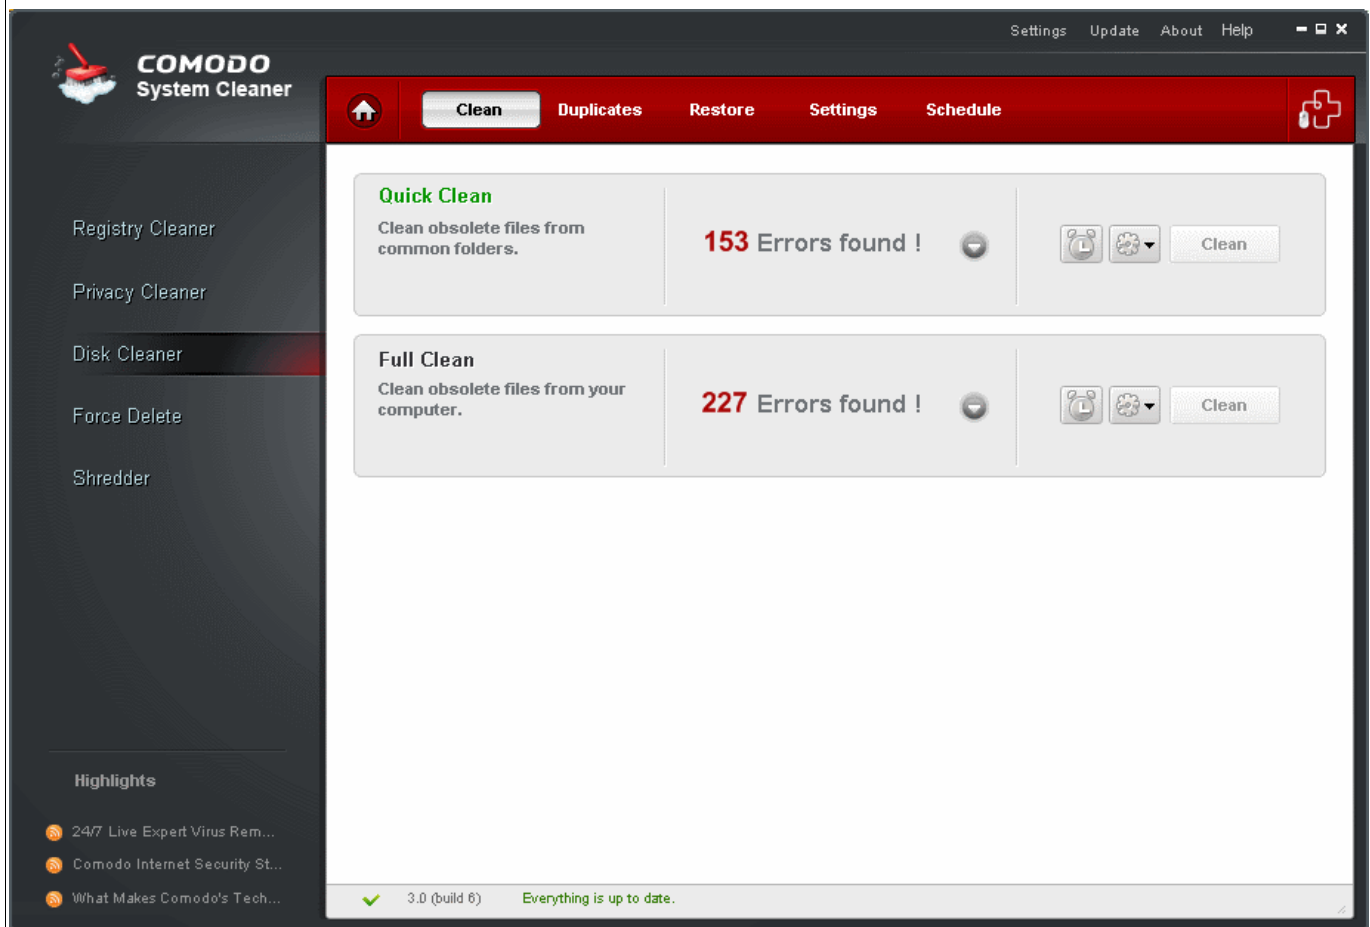 Settings Update About Help
COMODO
System Cleaner
Clean Duplicates Restore Settings Schedule
Registry Cleaner
Privacy Cleaner
Disk Cleaner
Force Delete
Shredder
Quick Clean
Clean obsolete files from
common folders.
153 Errors found !
Clean
Full Clean
Clean obsolete files from your
computer.
227 Errors found !
Clean
Highlights
24/7 Live Expert Virus Rem...
Comodo Internet Security St...
What Makes Comodo's Tech...
3.0 (build 6) Everything is up to date.